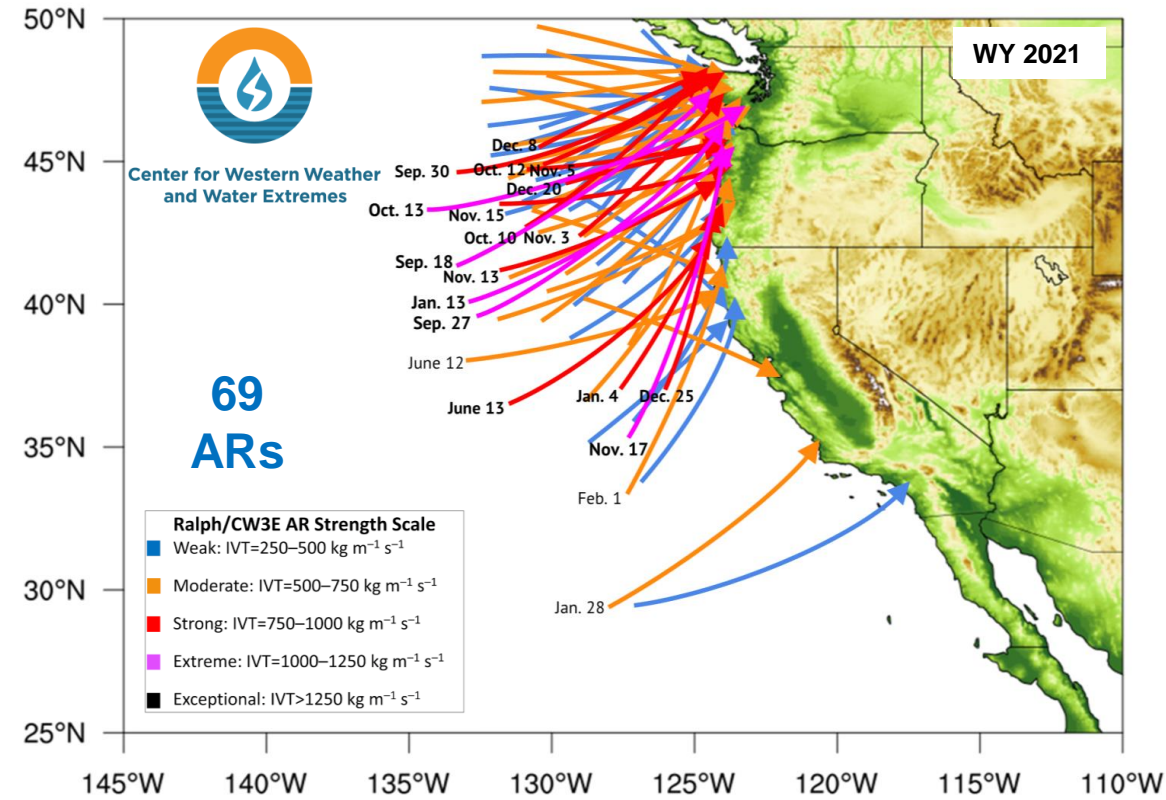 50°N
WY 2021
Center for Western Weather
and Water Extremes
45°N
Dec. 8
Sep. 30
Oct. 12
Nov. 5
Dec. 20
Oct. 13
Nov. 15
Oct. 10
Nov. 3
Sep. 18
Nov. 13
40°N
Jan. 13
Sep. 27
June 12
69
ARs
June 13
Jan. 4
Dec. 25
35°N
Nov. 17
Feb. 1
Ralph/CW3E AR Strength Scale
Weak: IVT=250–500 kg m⁻¹ s⁻¹
Moderate: IVT=500–750 kg m⁻¹ s⁻¹
Strong: IVT=750–1000 kg m⁻¹ s⁻¹
Extreme: IVT=1000–1250 kg m⁻¹ s⁻¹
Exceptional: IVT>1250 kg m⁻¹ s⁻¹
30°N
Jan. 28
25°N
145°W
140°W
135°W
130°W
125°W
120°W
115°W
110°W